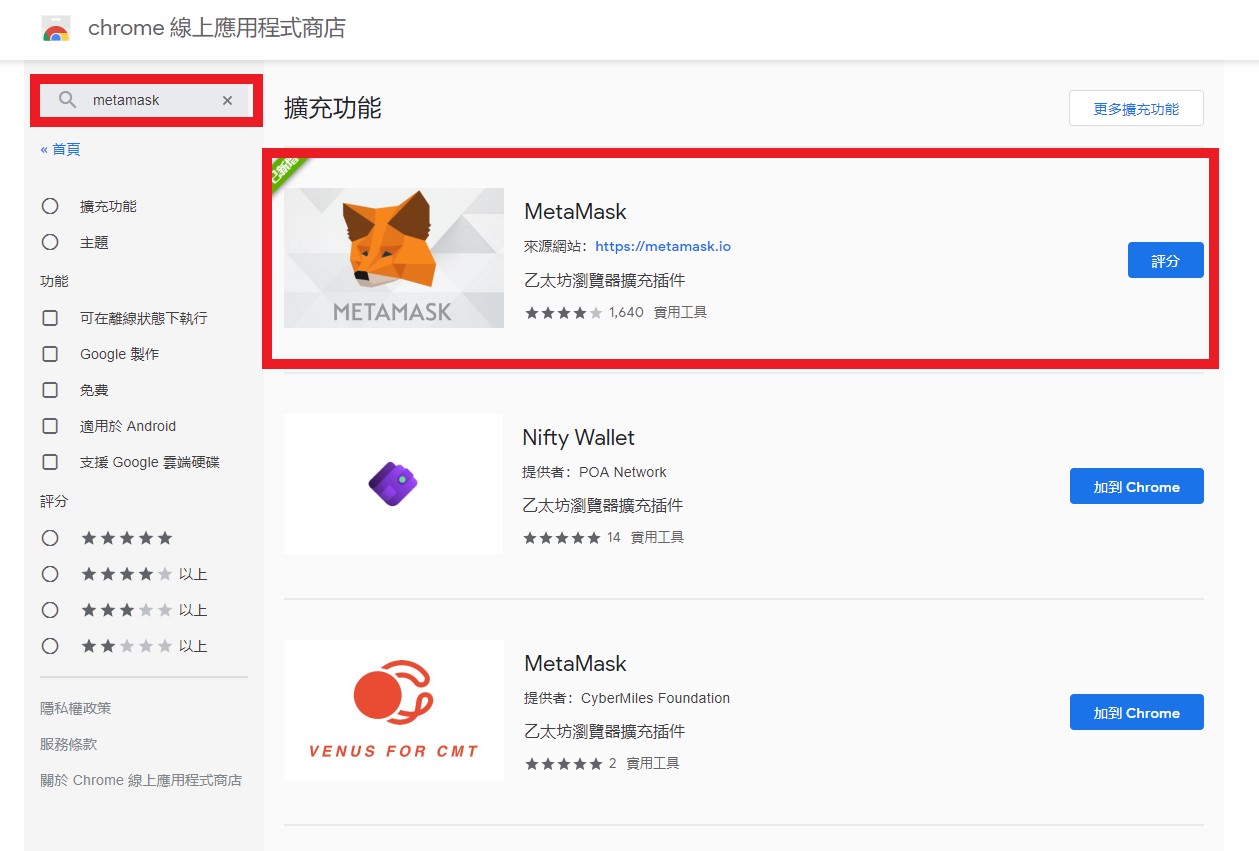 chrome 線上應用程式商店
metamask
« 首頁
擴充功能
主題
功能
可在離線狀態下執行
Google 製作
免費
適用於 Android
支援 Google 雲端硬碟
評分
以上
以上
以上
隱私權政策
服務條款
關於 Chrome 線上應用程式商店
擴充功能
更多擴充功能
METAMASK
MetaMask
來源網站： https://metamask.io
乙太坊瀏覽器擴充插件
1,640 實用工具
評分
Nifty Wallet
提供者： POA Network
乙太坊瀏覽器擴充插件
14 實用工具
加到 Chrome
VENUS FOR CMT
MetaMask
提供者： CyberMiles Foundation
乙太坊瀏覽器擴充插件
2 實用工具
加到 Chrome